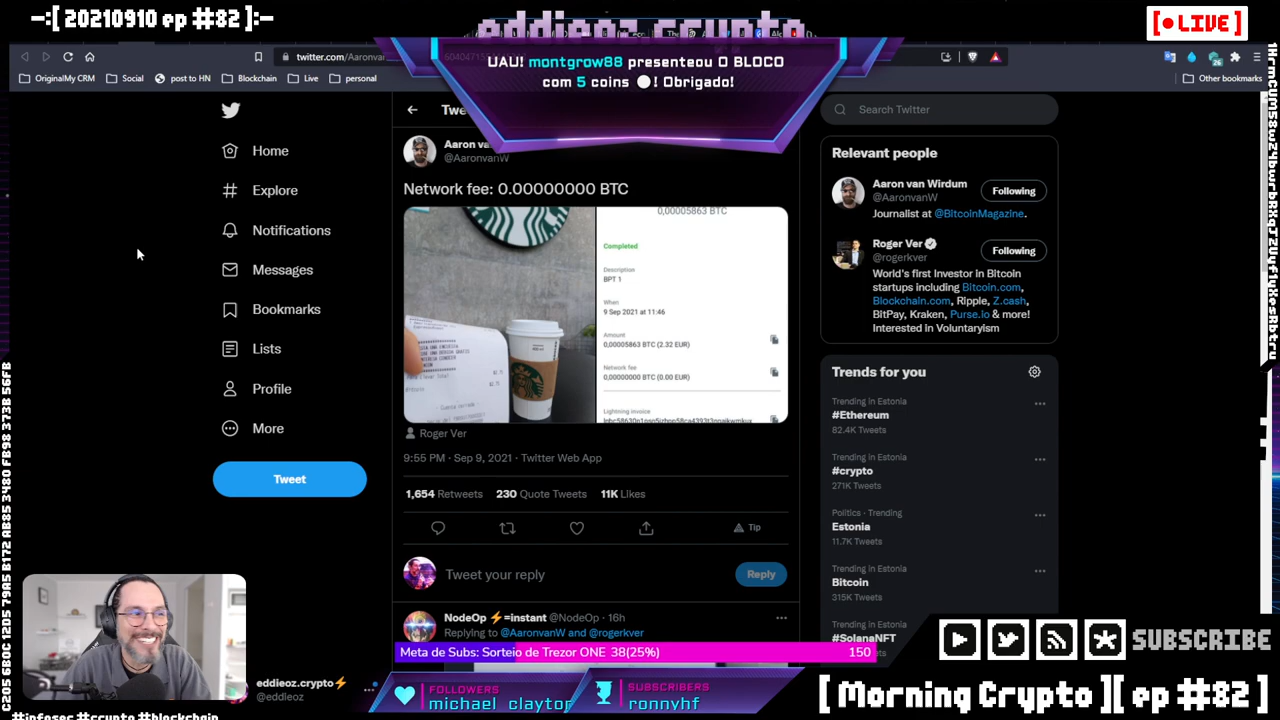 -:[ 20210910 ep #82 ]:-
eddieoz.crypto
[● LIVE]
UAU! montgrow88 presenteou O BLOCO
com 5 coins ! Obrigado!
twitter.com/Aaronvan
OriginalMy CRM
Social
post to HN
Blockchain
Live
personal
Other bookmarks
Home
Explore
Notifications
Messages
Bookmarks
Lists
Profile
More
Tweet
Aaron va
@AaronvanW
Network fee: 0.00000000 BTC
0,00005863 BTC
Completed
Description
BPT 1
When
9 Sep 2021 at 11:46
Amount
0,00005863 BTC (2.32 EUR)
Network fee
0,00000000 BTC (0.00 EUR)
Lightning invoice
Roger Ver
9:55 PM · Sep 9, 2021 · Twitter Web App
1,654 Retweets 230 Quote Tweets 11K Likes
Tip
Tweet your reply
Reply
NodeOp ⚡=instant @NodeOp · 16h
Replying to @AaronvanW and @rogerkver
Search Twitter
Relevant people
Aaron van Wirdum
@AaronvanW
Following
Journalist at @BitcoinMagazine.
Roger Ver
@rogerkver
Following
World's first Investor in Bitcoin
startups including Bitcoin.com,
Blockchain.com, Ripple, Z.cash,
BitPay, Kraken, Purse.io & more!
Interested in Voluntaryism
Trends for you
Trending in Estonia
#Ethereum
82.4K Tweets
Trending in Estonia
#crypto
271K Tweets
Politics · Trending
Estonia
11.7K Tweets
Trending in Estonia
Bitcoin
315K Tweets
Trending in Estonia
#SolanaNFT
Meta de Subs: Sorteio de Trezor ONE 38(25%) 150
eddieoz.crypto⚡
@eddieoz
FOLLOWERS
michael_clayton
SUBSCRIBERS
ronnyhf
SUBSCRIBE
[ Morning Crypto ][ ep #82 ]
#infosec #crypto #blockchain